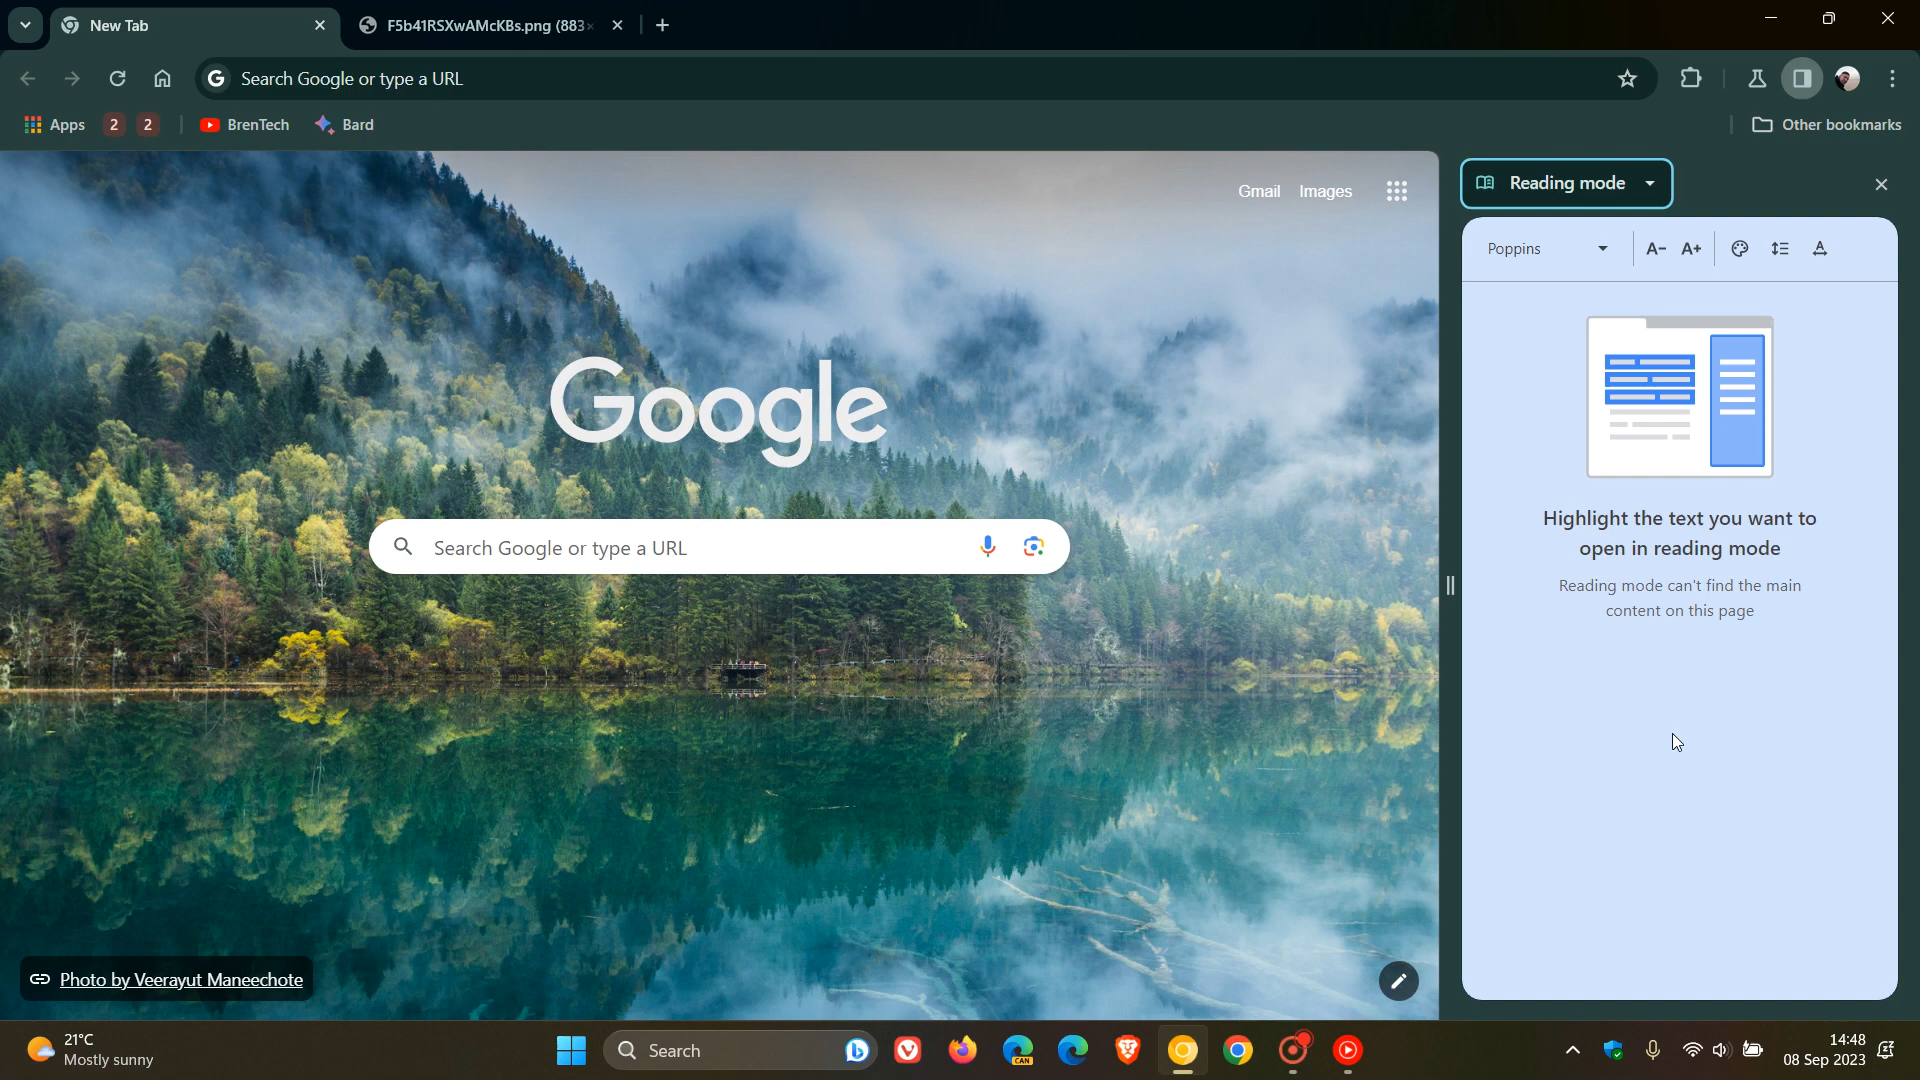 New Tab
F5b41RSXwAMcKBs.png (883×
Search Google or type a URL
Apps
2
2
BrenTech
Bard
Other bookmarks
Gmail
Images
Reading mode
Poppins
A-
A+
Google
Search Google or type a URL
Highlight the text you want to
open in reading mode
Reading mode can't find the main
content on this page
Photo by Veerayut Maneechote
21°C
Mostly sunny
Search
CAN
14:48
08 Sep 2023